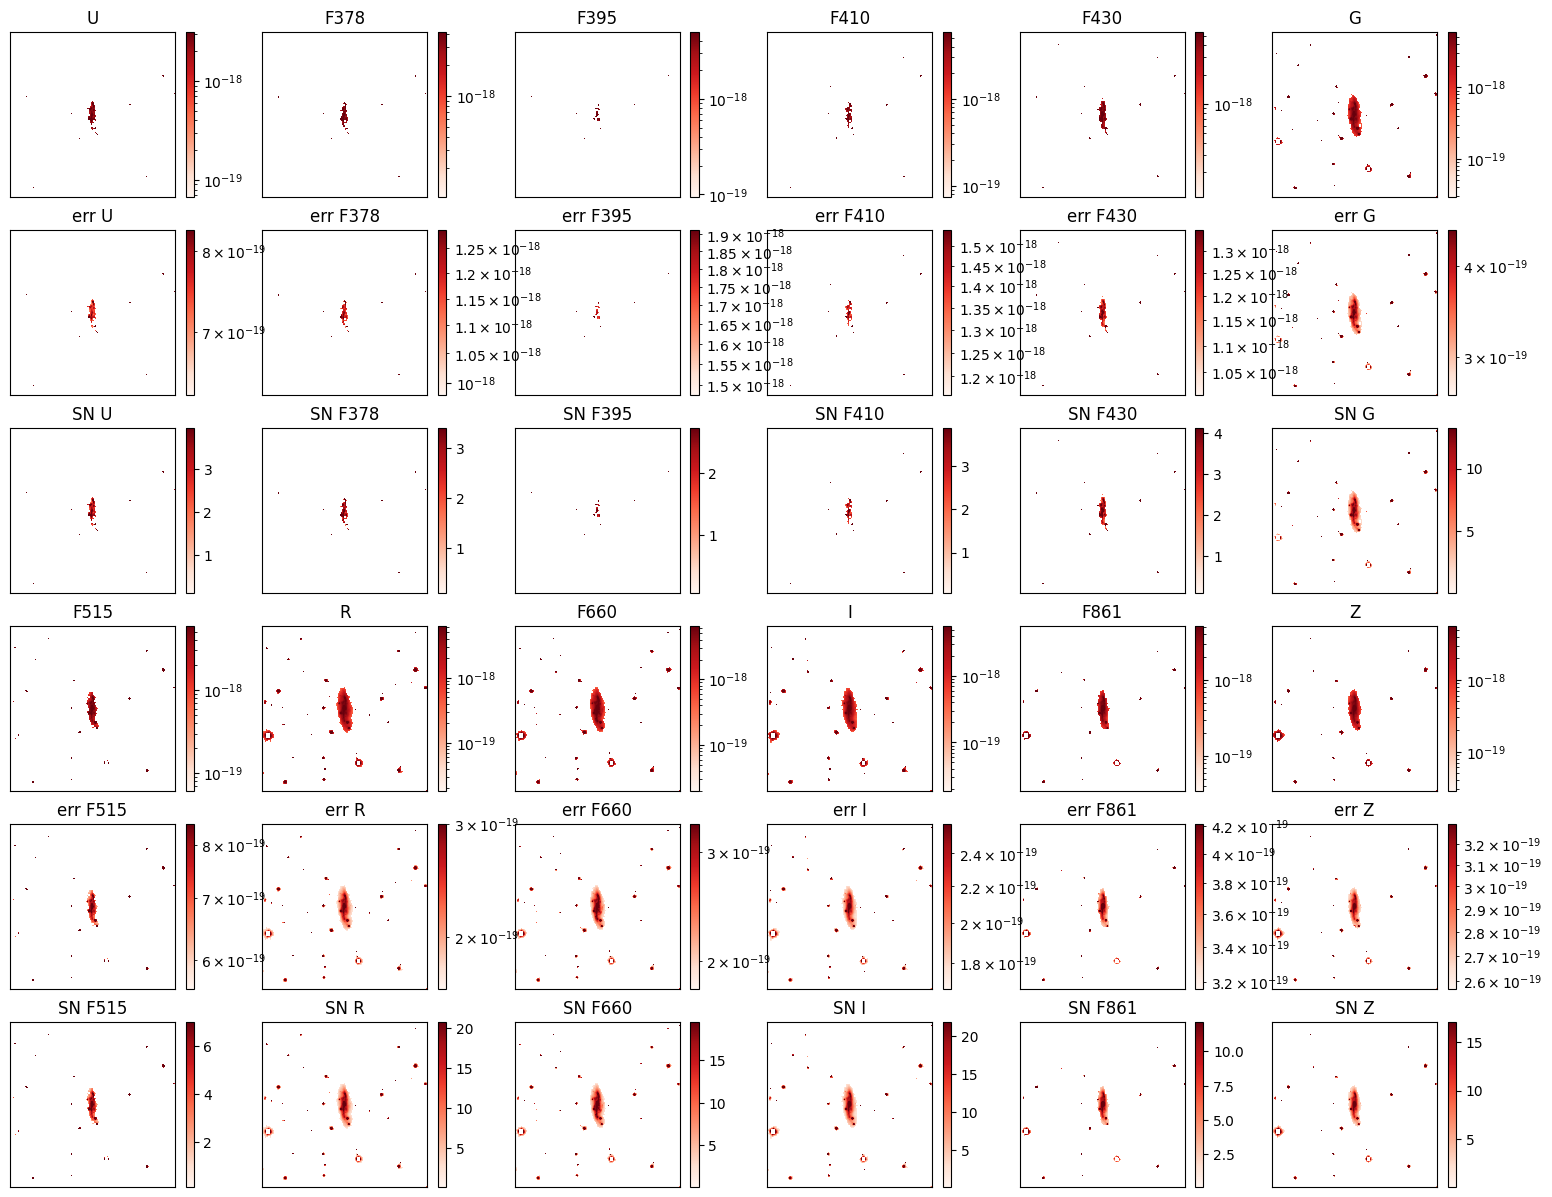 U F378 F395 F410 F430 G
10⁻¹⁸ 10⁻¹⁹
10⁻¹⁸
10⁻¹⁸ 10⁻¹⁹
10⁻¹⁸ 10⁻¹⁹
10⁻¹⁸
10⁻¹⁸ 10⁻¹⁹
err U err F378 err F395 err F410 err F430 err G
8 × 10⁻¹⁹ 7 × 10⁻¹⁹
1.25 × 10⁻¹⁸ 1.2 × 10⁻¹⁸ 1.15 × 10⁻¹⁸ 1.1 × 10⁻¹⁸ 1.05 × 10⁻¹⁸ 10⁻¹⁸
1.9 × 10⁻¹⁸ 1.85 × 10⁻¹⁸ 1.8 × 10⁻¹⁸ 1.75 × 10⁻¹⁸ 1.7 × 10⁻¹⁸ 1.65 × 10⁻¹⁸ 1.6 × 10⁻¹⁸ 1.55 × 10⁻¹⁸ 1.5 × 10⁻¹⁸
1.5 × 10⁻¹⁸ 1.45 × 10⁻¹⁸ 1.4 × 10⁻¹⁸ 1.35 × 10⁻¹⁸ 1.3 × 10⁻¹⁸ 1.25 × 10⁻¹⁸ 1.2 × 10⁻¹⁸
1.3 × 10⁻¹⁸ 1.25 × 10⁻¹⁸ 1.2 × 10⁻¹⁸ 1.15 × 10⁻¹⁸ 1.1 × 10⁻¹⁸ 1.05 × 10⁻¹⁸
4 × 10⁻¹⁹ 3 × 10⁻¹⁹
SN U SN F378 SN F395 SN F410 SN F430 SN G
3 2 1
3 2 1
2 1
3 2 1
4 3 2 1
10 5
F515 R F660 I F861 Z
10⁻¹⁸ 10⁻¹⁹
10⁻¹⁸ 10⁻¹⁹
10⁻¹⁸ 10⁻¹⁹
10⁻¹⁸ 10⁻¹⁹
10⁻¹⁸ 10⁻¹⁹
10⁻¹⁸ 10⁻¹⁹
err F515 err R err F660 err I err F861 err Z
8 × 10⁻¹⁹ 7 × 10⁻¹⁹ 6 × 10⁻¹⁹
3 × 10⁻¹⁹ 2 × 10⁻¹⁹
3 × 10⁻¹⁹ 2 × 10⁻¹⁹
2.4 × 10⁻¹⁹ 2.2 × 10⁻¹⁹ 2 × 10⁻¹⁹ 1.8 × 10⁻¹⁹
4.2 × 10⁻¹⁹ 4 × 10⁻¹⁹ 3.8 × 10⁻¹⁹ 3.6 × 10⁻¹⁹ 3.4 × 10⁻¹⁹ 3.2 × 10⁻¹⁹
3.2 × 10⁻¹⁹ 3.1 × 10⁻¹⁹ 3 × 10⁻¹⁹ 2.9 × 10⁻¹⁹ 2.8 × 10⁻¹⁹ 2.7 × 10⁻¹⁹ 2.6 × 10⁻¹⁹
SN F515 SN R SN F660 SN I SN F861 SN Z
6 4 2
20 15 10 5
15 10 5
20 15 10 5
10.0 7.5 5.0 2.5
15 10 5